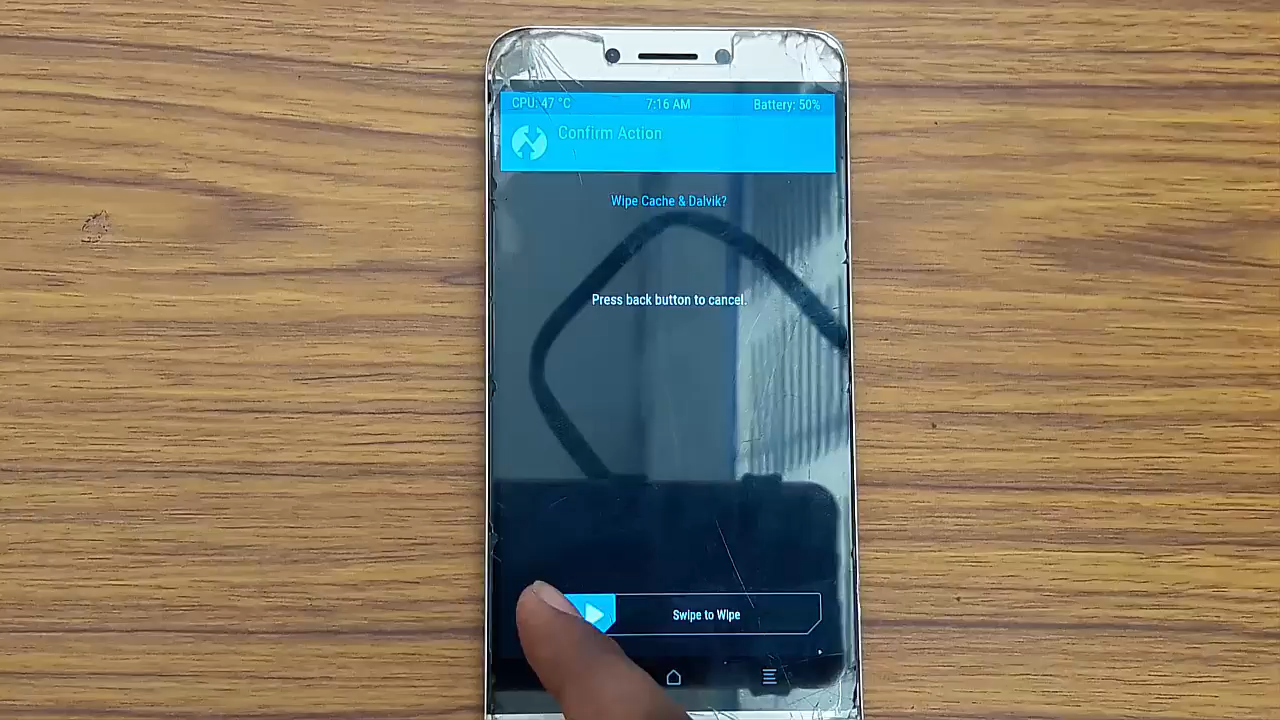 CPU: 47 °C 7:16 AM Battery: 50%
Confirm Action
Wipe Cache & Dalvik?
Press back button to cancel.
Swipe to Wipe